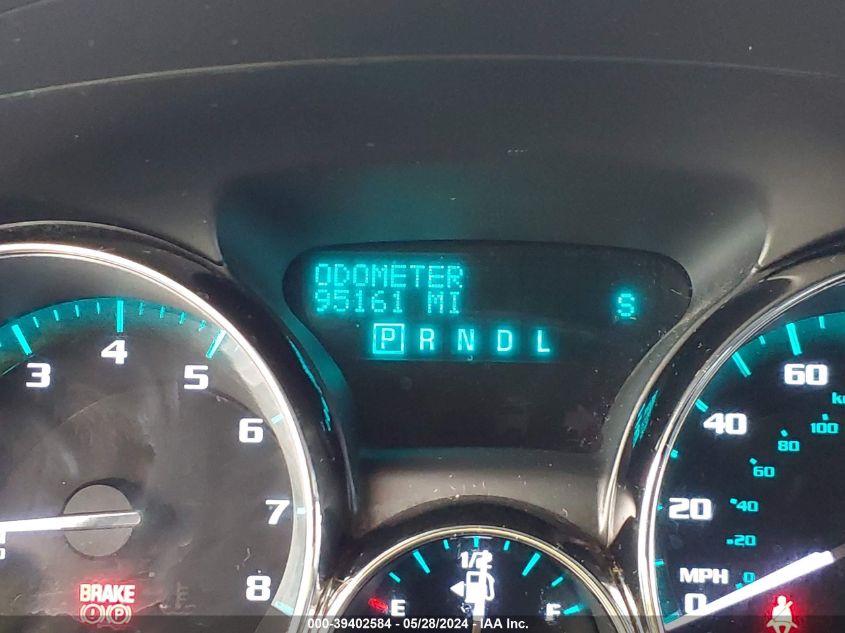 ODOMETER
95161 MI
S
P R N D L
3 4 5 6 7 8
BRAKE
P
1/2
E F
60
40
20
0
MPH
100
80
60
40
20
0
000-39402584 / 05/28/2024 - IAA Inc.